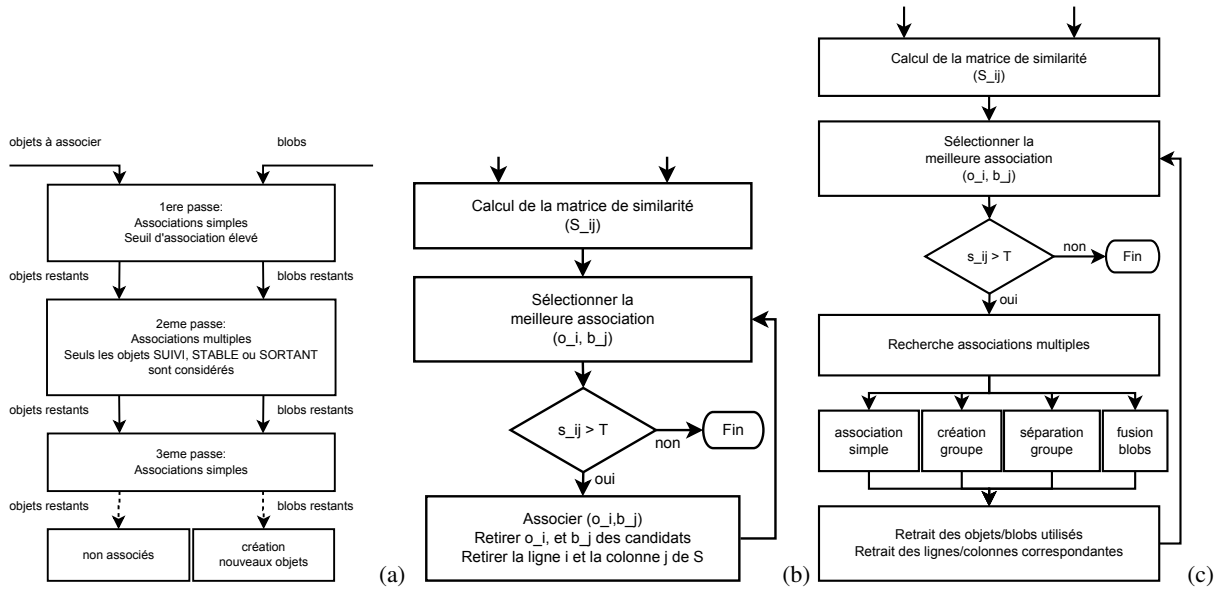 objets à associer
blobs
1ere passe:
Associations simples
Seuil d'association élevé
objets restants
blobs restants
2eme passe:
Associations multiples
Seuls les objets SUIVI, STABLE ou SORTANT
sont considérés
objets restants
blobs restants
3eme passe:
Associations simples
objets restants
blobs restants
non associés
création
nouveaux objets
(a)
Calcul de la matrice de similarité
(S_ij)
Sélectionner la
meilleure association
(o_i, b_j)
s_ij > T
non
Fin
oui
Associer (o_i,b_j)
Retirer o_i, et b_j des candidats
Retirer la ligne i et la colonne j de S
(b)
Calcul de la matrice de similarité
(S_ij)
Sélectionner la
meilleure association
(o_i, b_j)
s_ij > T
non
Fin
oui
Recherche associations multiples
association
simple
création
groupe
séparation
groupe
fusion
blobs
Retrait des objets/blobs utilisés
Retrait des lignes/colonnes correspondantes
(c)